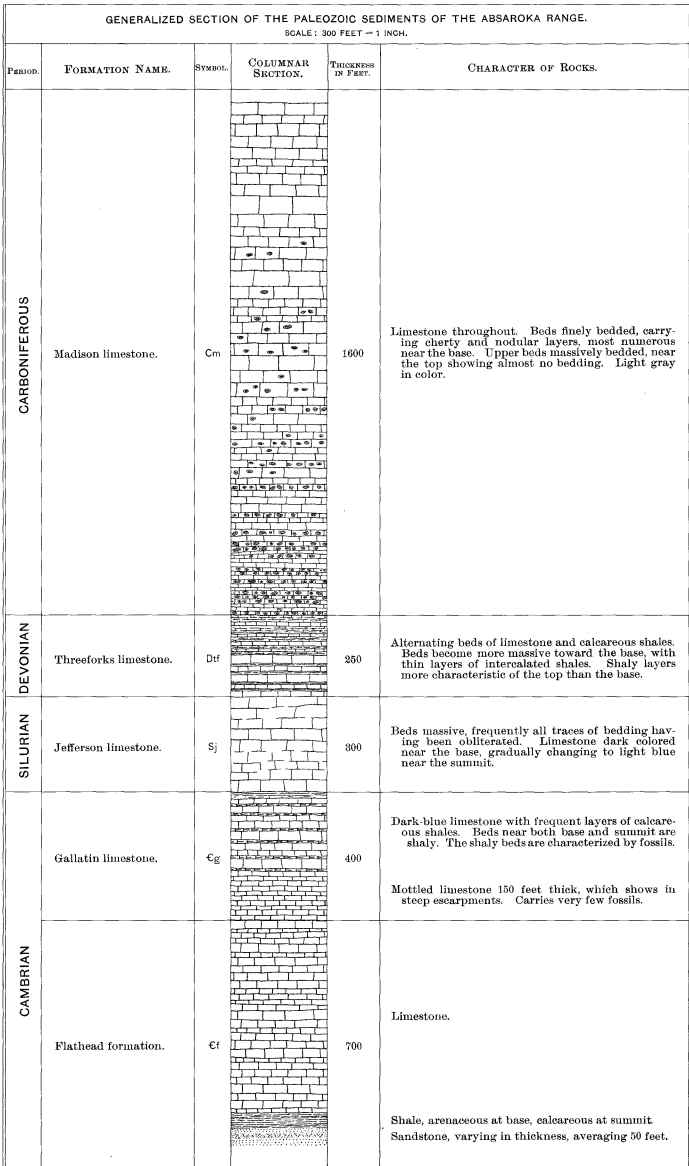 GENERALIZED SECTION OF THE PALEOZOIC SEDIMENTS OF THE ABSAROKA RANGE.
SCALE: 300 FEET — 1 INCH.
PERIOD.
FORMATION NAME.
SYMBOL.
COLUMNAR
SECTION.
THICKNESS
IN FEET.
CHARACTER OF ROCKS.
CARBONIFEROUS
Madison limestone.
Cm
1600
Limestone throughout. Beds finely bedded, carry-
ing cherty and nodular layers, most numerous
near the base. Upper beds massively bedded, near
the top showing almost no bedding. Light gray
in color.
DEVONIAN
Threeforks limestone.
Dtf
250
Alternating beds of limestone and calcareous shales.
Beds become more massive toward the base, with
thin layers of intercalated shales. Shaly layers
more characteristic of the top than the base.
SILURIAN
Jefferson limestone.
Sj
300
Beds massive, frequently all traces of bedding hav-
ing been obliterated. Limestone dark colored
near the base, gradually changing to light blue
near the summit.
CAMBRIAN
Gallatin limestone.
Ꞓg
400
Dark-blue limestone with frequent layers of calcare-
ous shales. Beds near both base and summit are
shaly. The shaly beds are characterized by fossils.
Mottled limestone 150 feet thick, which shows in
steep escarpments. Carries very few fossils.
Flathead formation.
Ꞓf
700
Limestone.
Shale, arenaceous at base, calcareous at summit.
Sandstone, varying in thickness, averaging 50 feet.